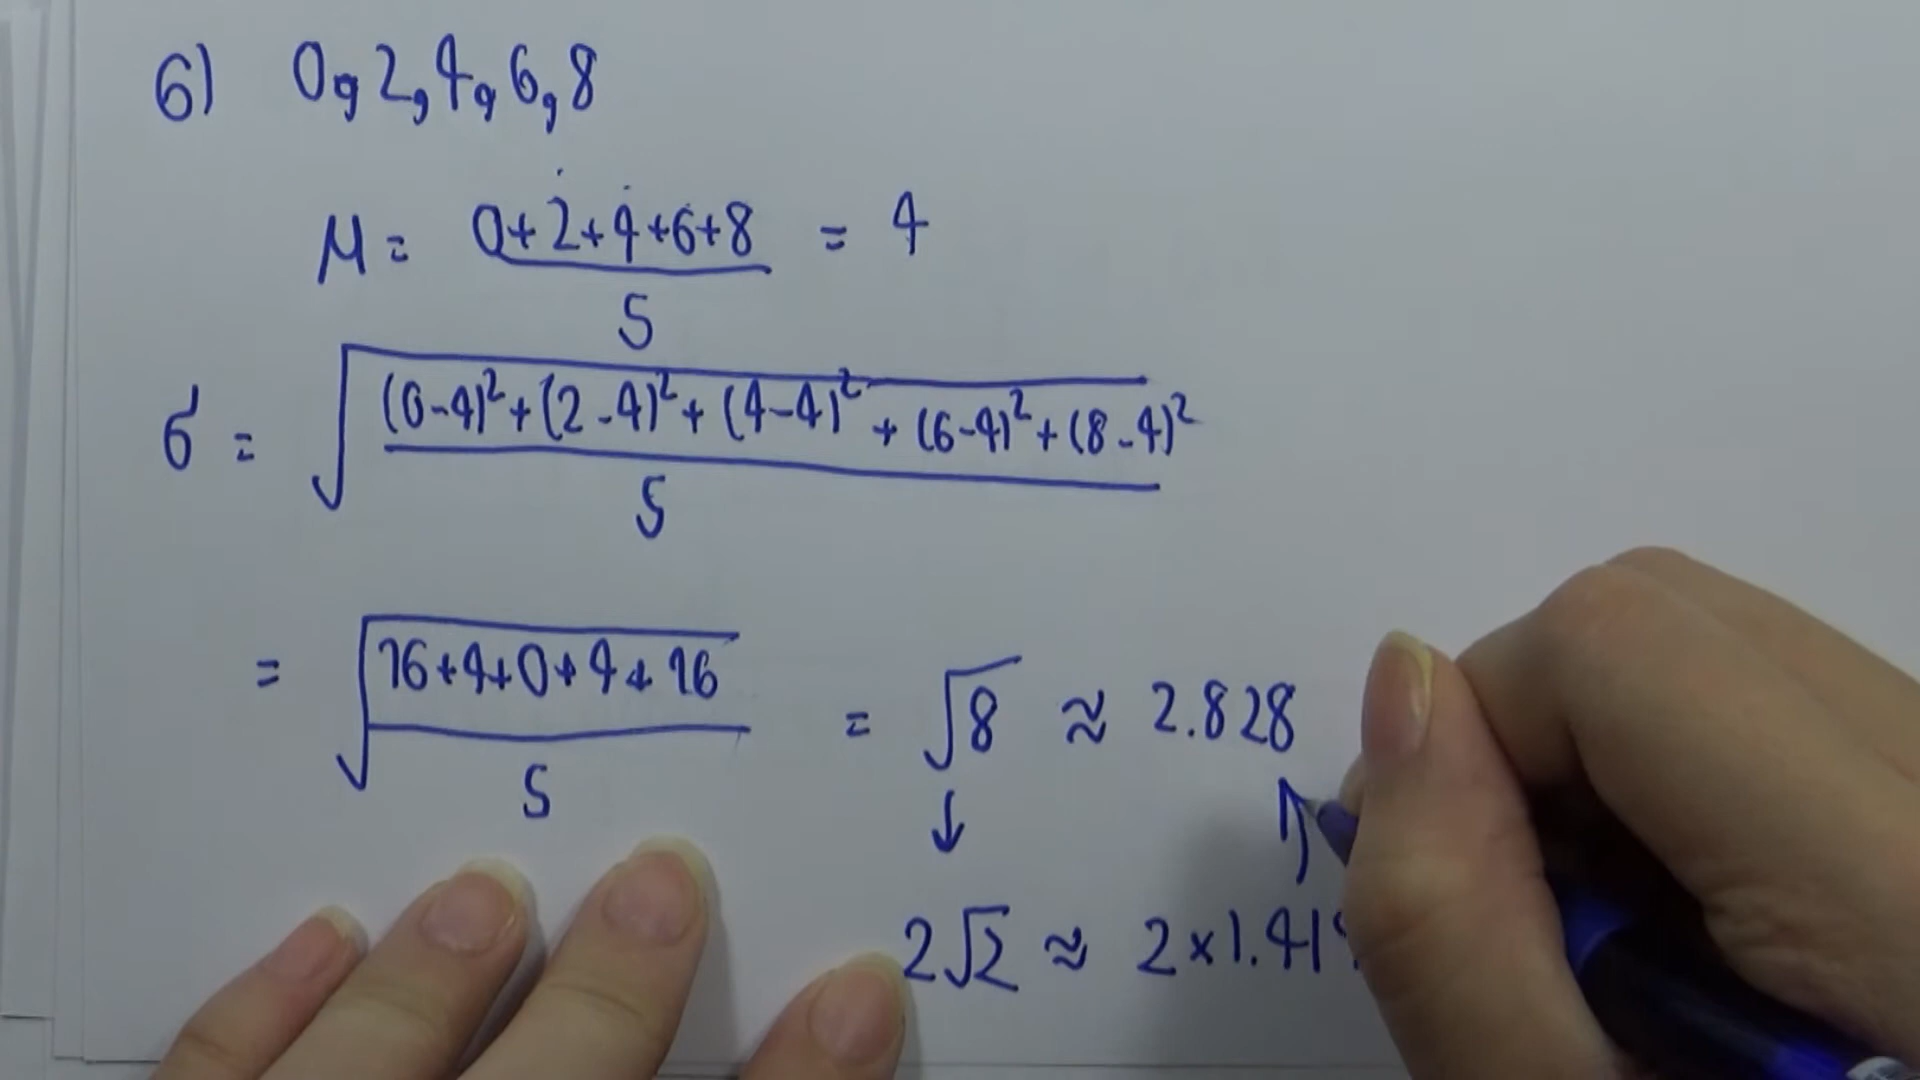 6) 0, 2, 4, 6, 8
M = 0+2+4+6+8 / 5 = 4
σ = √((0-4)²+(2-4)²+(4-4)²+(6-4)²+(8-4)² / 5)
= √(16+4+0+4+16 / 5) = √8 ≈ 2.828
↓ ↑
2√2 ≈ 2×1.41